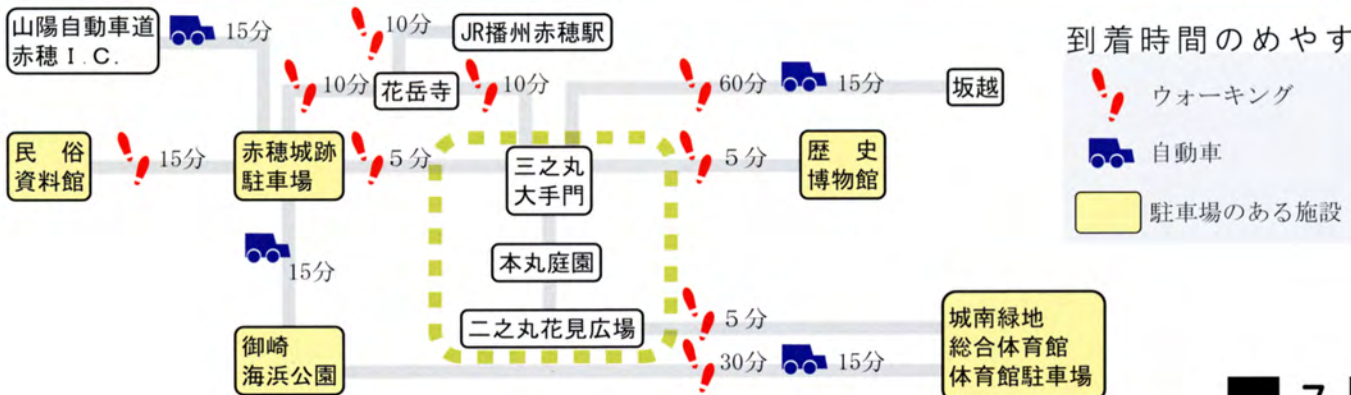 山陽自動車道
赤穂I.C.
15分
10分
JR播州赤穂駅
10分
花岳寺
10分
60分
15分
坂越
民俗
資料館
15分
赤穂城跡
駐車場
5分
三之丸
大手門
5分
歴史
博物館
15分
本丸庭園
二之丸花見広場
5分
御崎
海浜公園
30分
15分
城南緑地
総合体育館
体育館駐車場
到着時間のめやす
ウォーキング
自動車
駐車場のある施設